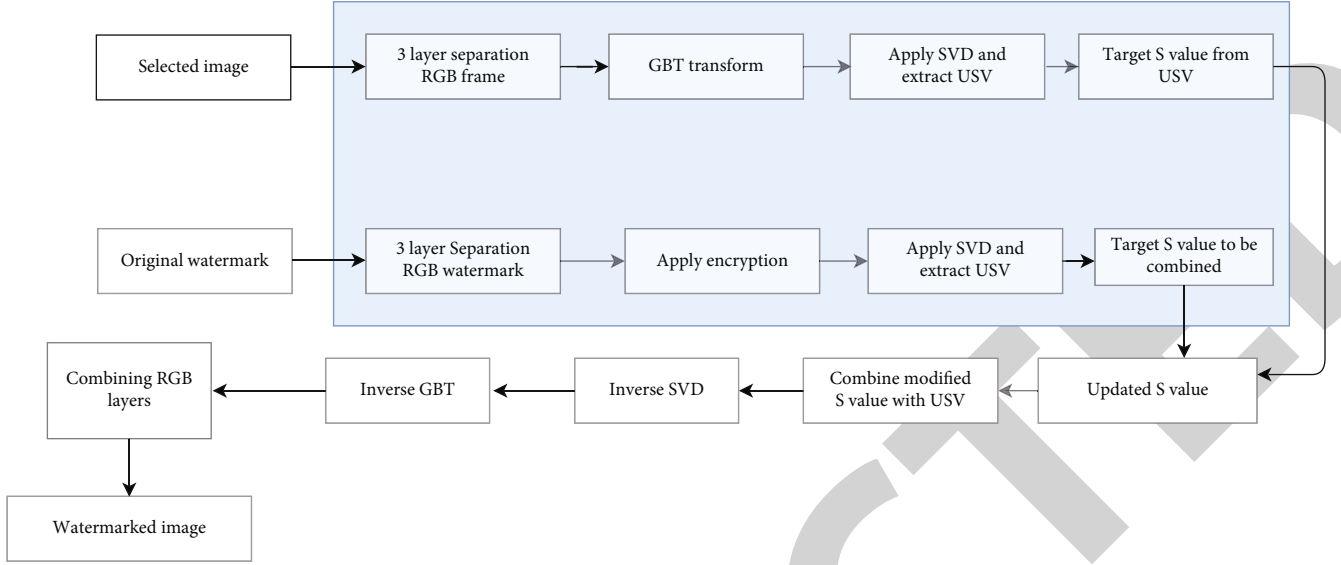 Selected image
3 layer separation
RGB frame
GBT transform
Apply SVD and
extract USV
Target S value from
USV
Original watermark
3 layer Separation
RGB watermark
Apply encryption
Apply SVD and
extract USV
Target S value to be
combined
Combining RGB
layers
Inverse GBT
Inverse SVD
Combine modified
S value with USV
Updated S value
Watermarked image